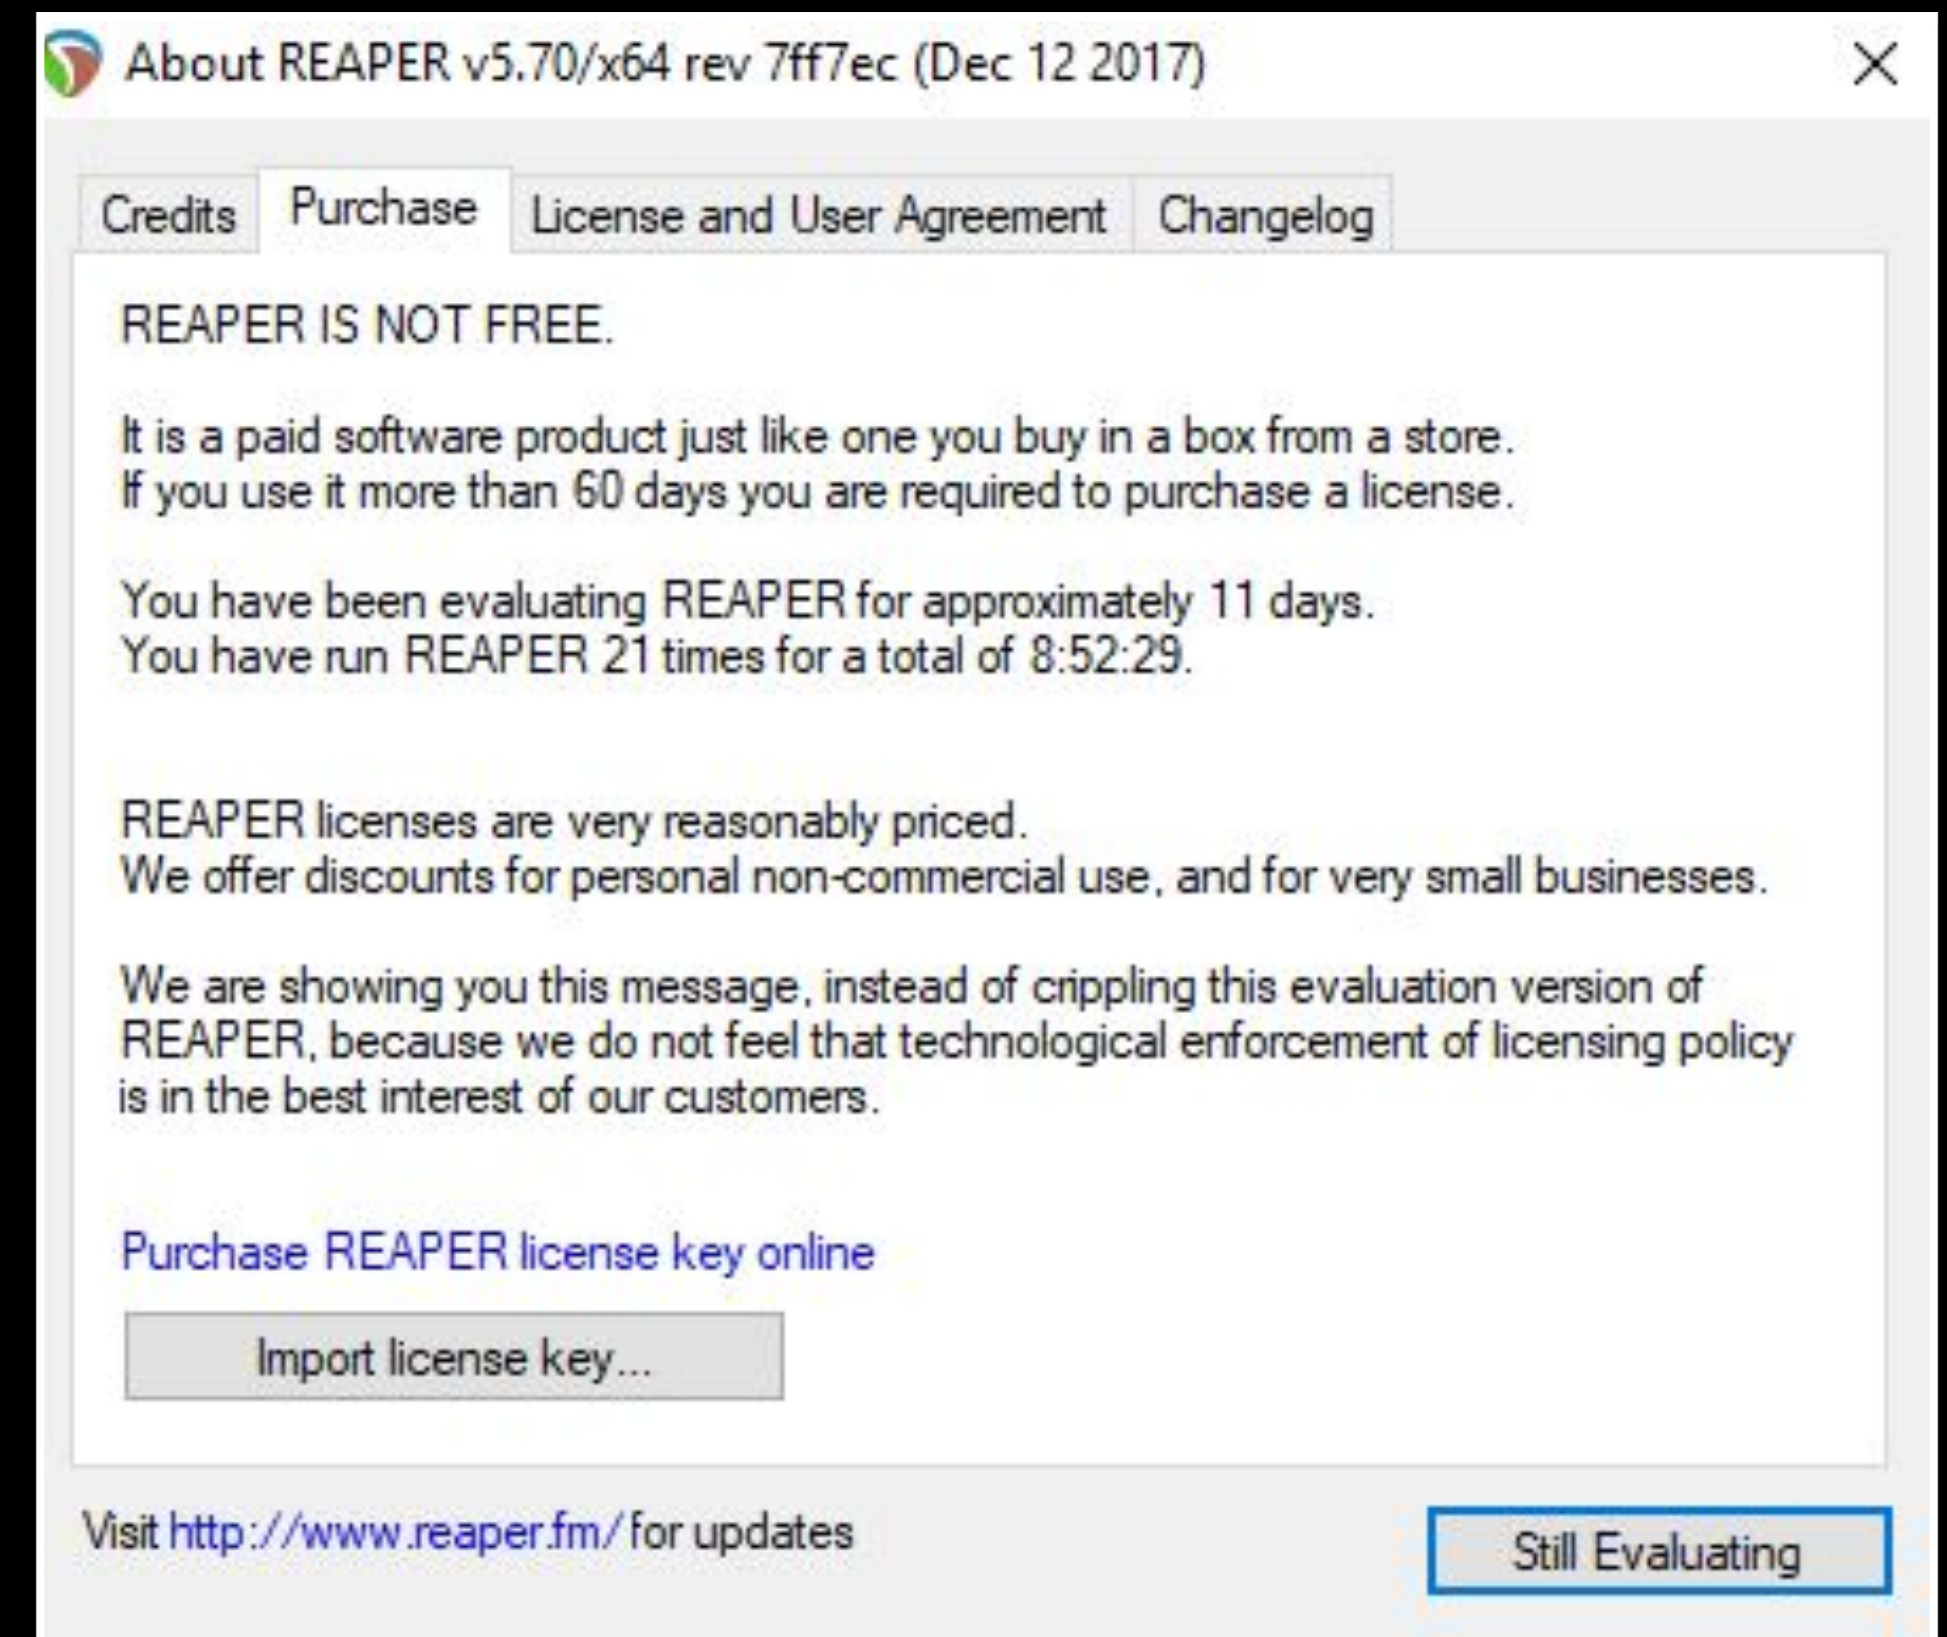 About REAPER v5.70/x64 rev 7ff7ec (Dec 12 2017)
Credits Purchase License and User Agreement Changelog
REAPER IS NOT FREE.
It is a paid software product just like one you buy in a box from a store.
If you use it more than 60 days you are required to purchase a license.
You have been evaluating REAPER for approximately 11 days.
You have run REAPER 21 times for a total of 8:52:29.
REAPER licenses are very reasonably priced.
We offer discounts for personal non-commercial use, and for very small businesses.
We are showing you this message, instead of crippling this evaluation version of
REAPER, because we do not feel that technological enforcement of licensing policy
is in the best interest of our customers.
Purchase REAPER license key online
Import license key...
Visit http://www.reaper.fm/ for updates
Still Evaluating